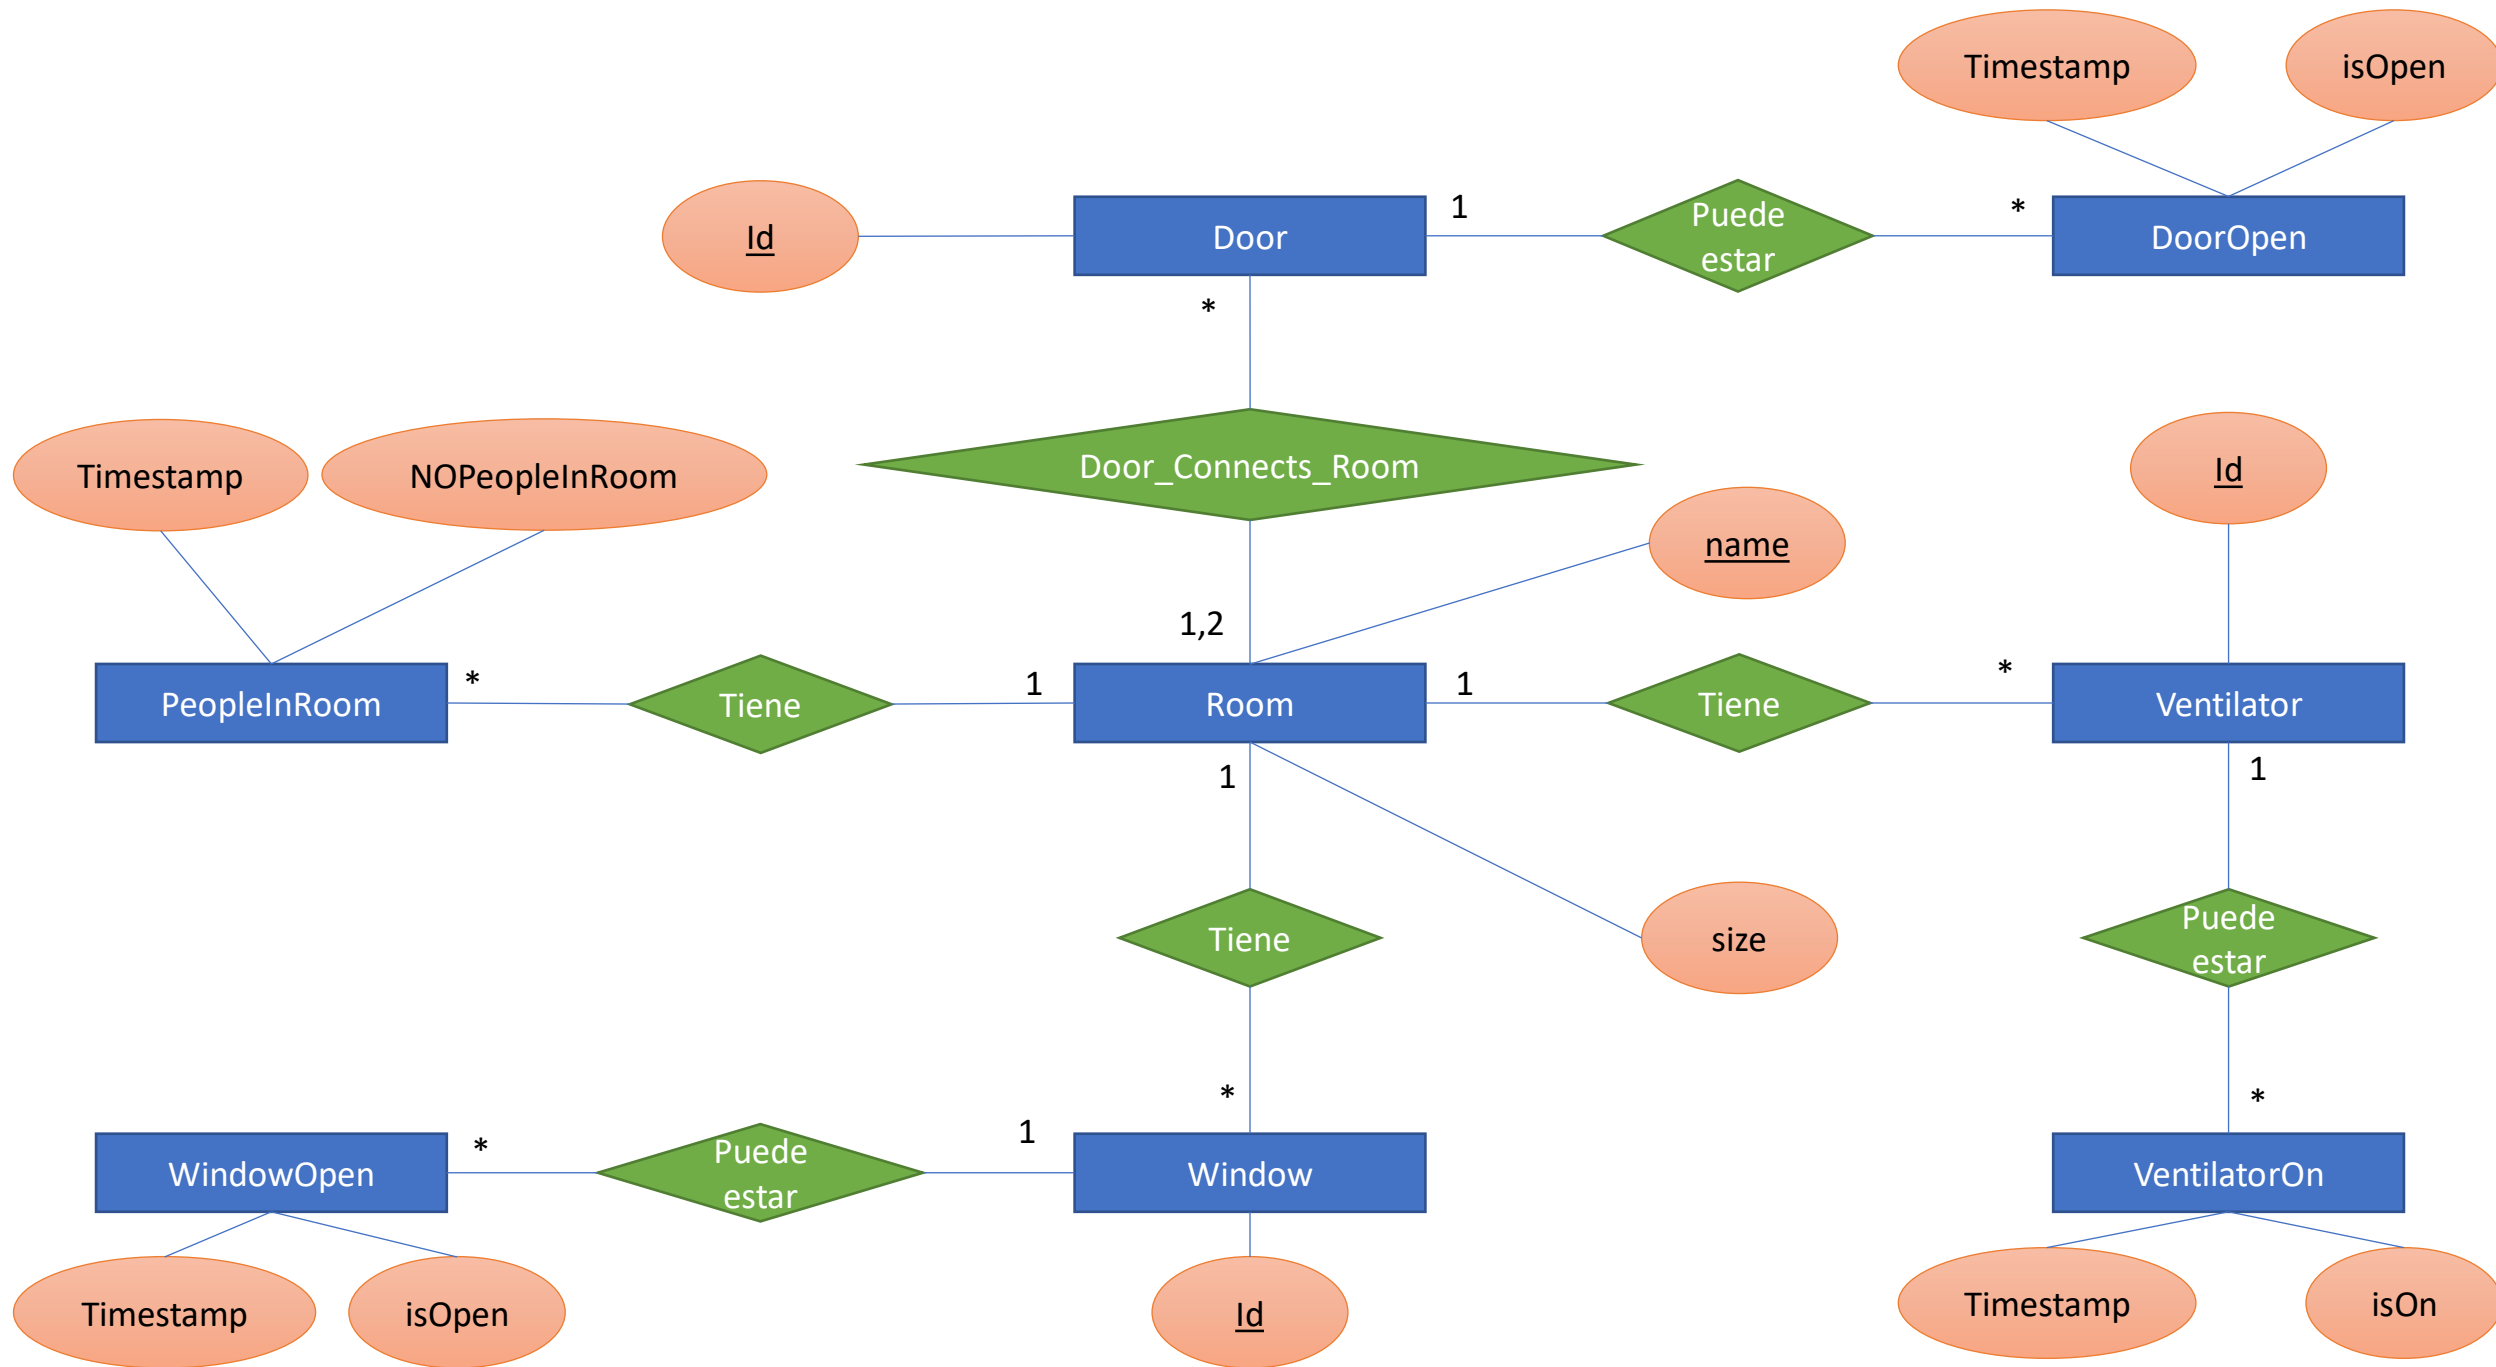 Timestamp
isOpen
Id
Door
1
Puede
estar
*
DoorOpen
*
Timestamp
NOPeopleInRoom
Door_Connects_Room
Id
name
1,2
PeopleInRoom
*
Tiene
1
Room
1
Tiene
*
Ventilator
1
1
Tiene
size
Puede
estar
*
*
WindowOpen
*
Puede
estar
1
Window
VentilatorOn
Timestamp
isOpen
Id
Timestamp
isOn